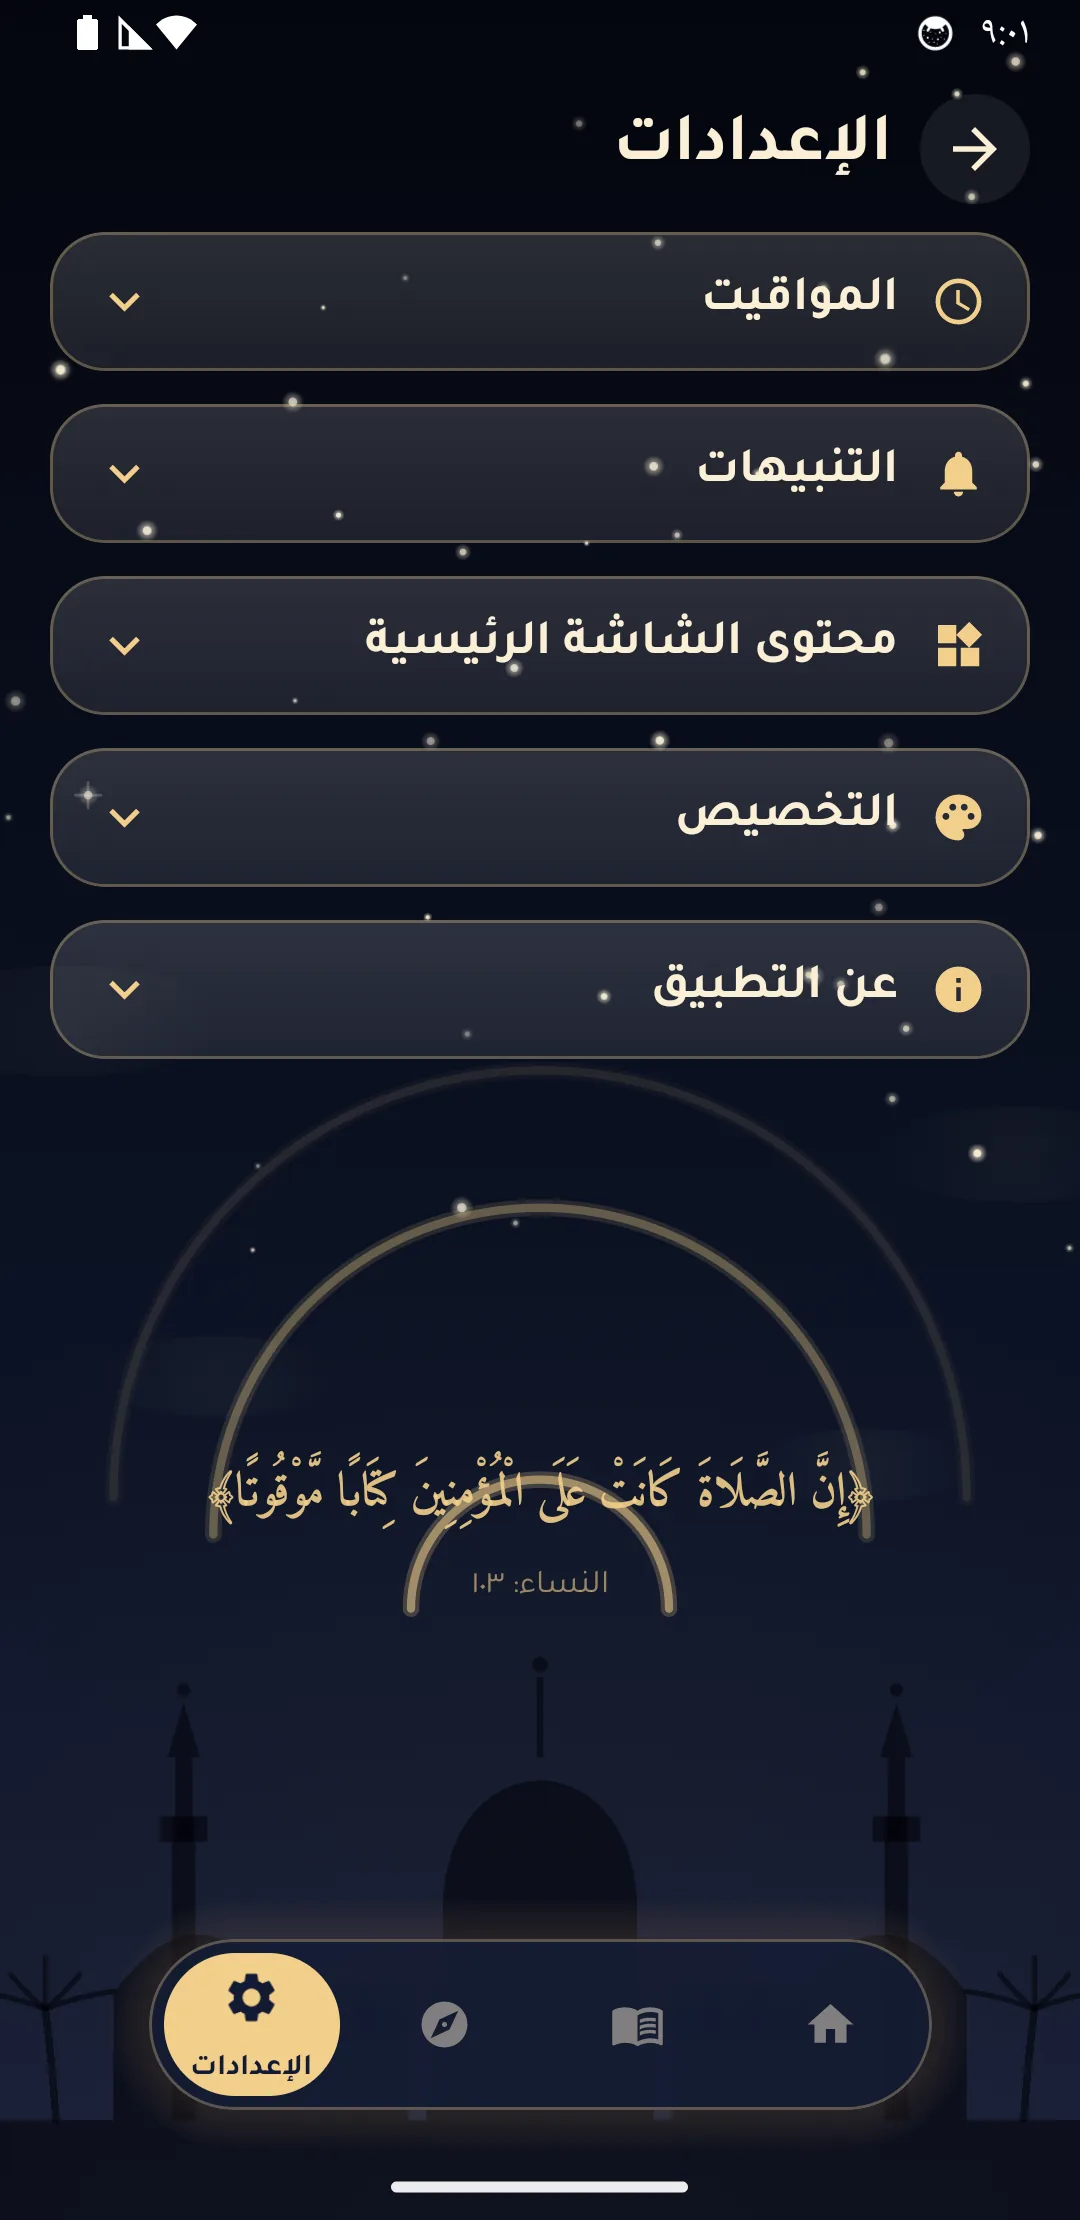 ٩:٠١
الإعدادات
المواقيت
التنبيهات
محتوى الشاشة الرئيسية
التخصيص
عن التطبيق
﴿إِنَّ الصَّلَاةَ كَانَتْ عَلَى الْمُؤْمِنِينَ كِتَابًا مَّوْقُوتًا﴾
النساء: ١٠٣
الإعدادات